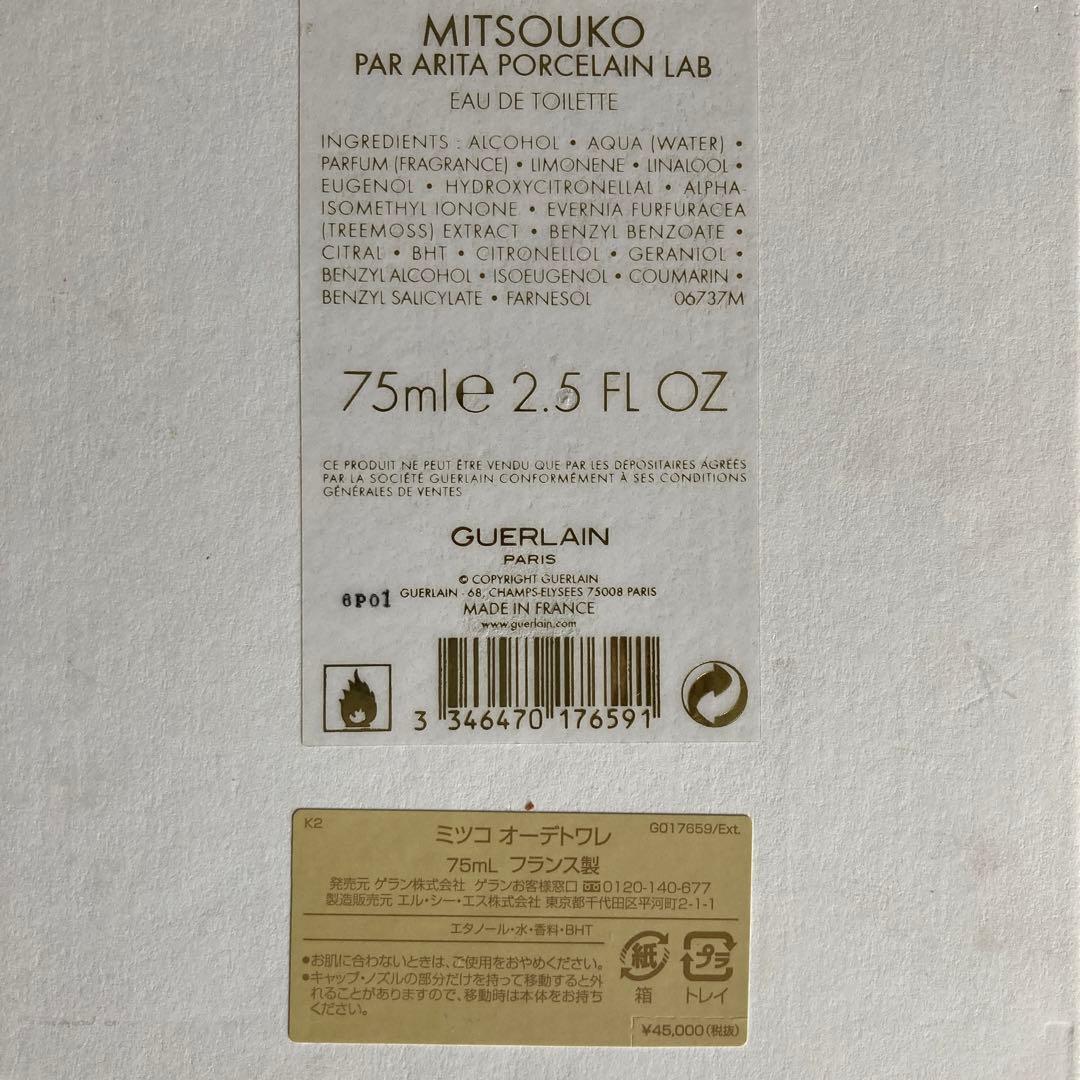 MITSOUKO
PAR ARITA PORCELAIN LAB
EAU DE TOILETTE
INGREDIENTS : ALCOHOL • AQUA (WATER) •
PARFUM (FRAGRANCE) • LIMONENE • LINALOOL •
EUGENOL • HYDROXYCITRONELLAL • ALPHA-
ISOMETHYL IONONE • EVERNIA FURFURACEA
(TREEMOSS) EXTRACT • BENZYL BENZOATE •
CITRAL • BHT • CITRONELLOL • GERANIOL •
BENZYL ALCOHOL • ISOEUGENOL • COUMARIN •
BENZYL SALICYLATE • FARNESOL 06737M
75ml℮ 2.5 FL OZ
CE PRODUIT NE PEUT ÊTRE VENDU QUE PAR LES DÉPOSITAIRES AGRÉÉS
PAR LA SOCIÉTÉ GUERLAIN CONFORMÉMENT À SES CONDITIONS
GÉNÉRALES DE VENTES
GUERLAIN
PARIS
© COPYRIGHT GUERLAIN
6P01 GUERLAIN - 68, CHAMPS-ELYSEES 75008 PARIS
MADE IN FRANCE
www.guerlain.com
3 346470 176591
K2 ミツコ オーデトワレ G017659/Ext.
75mL フランス製
発売元 ゲラン株式会社 ゲランお客様窓口 0120-140-677
製造販売元 エル・シー・エス株式会社 東京都千代田区平河町2-1-1
エタノール・水・香料・BHT
●お肌に合わないときは、ご使用をおやめください。
●キャップ・ノズルの部分だけを持って移動すると外
れることがありますので、移動時は本体をお持ち
ください。
紙 プラ
箱 トレイ
¥45,000(税抜)